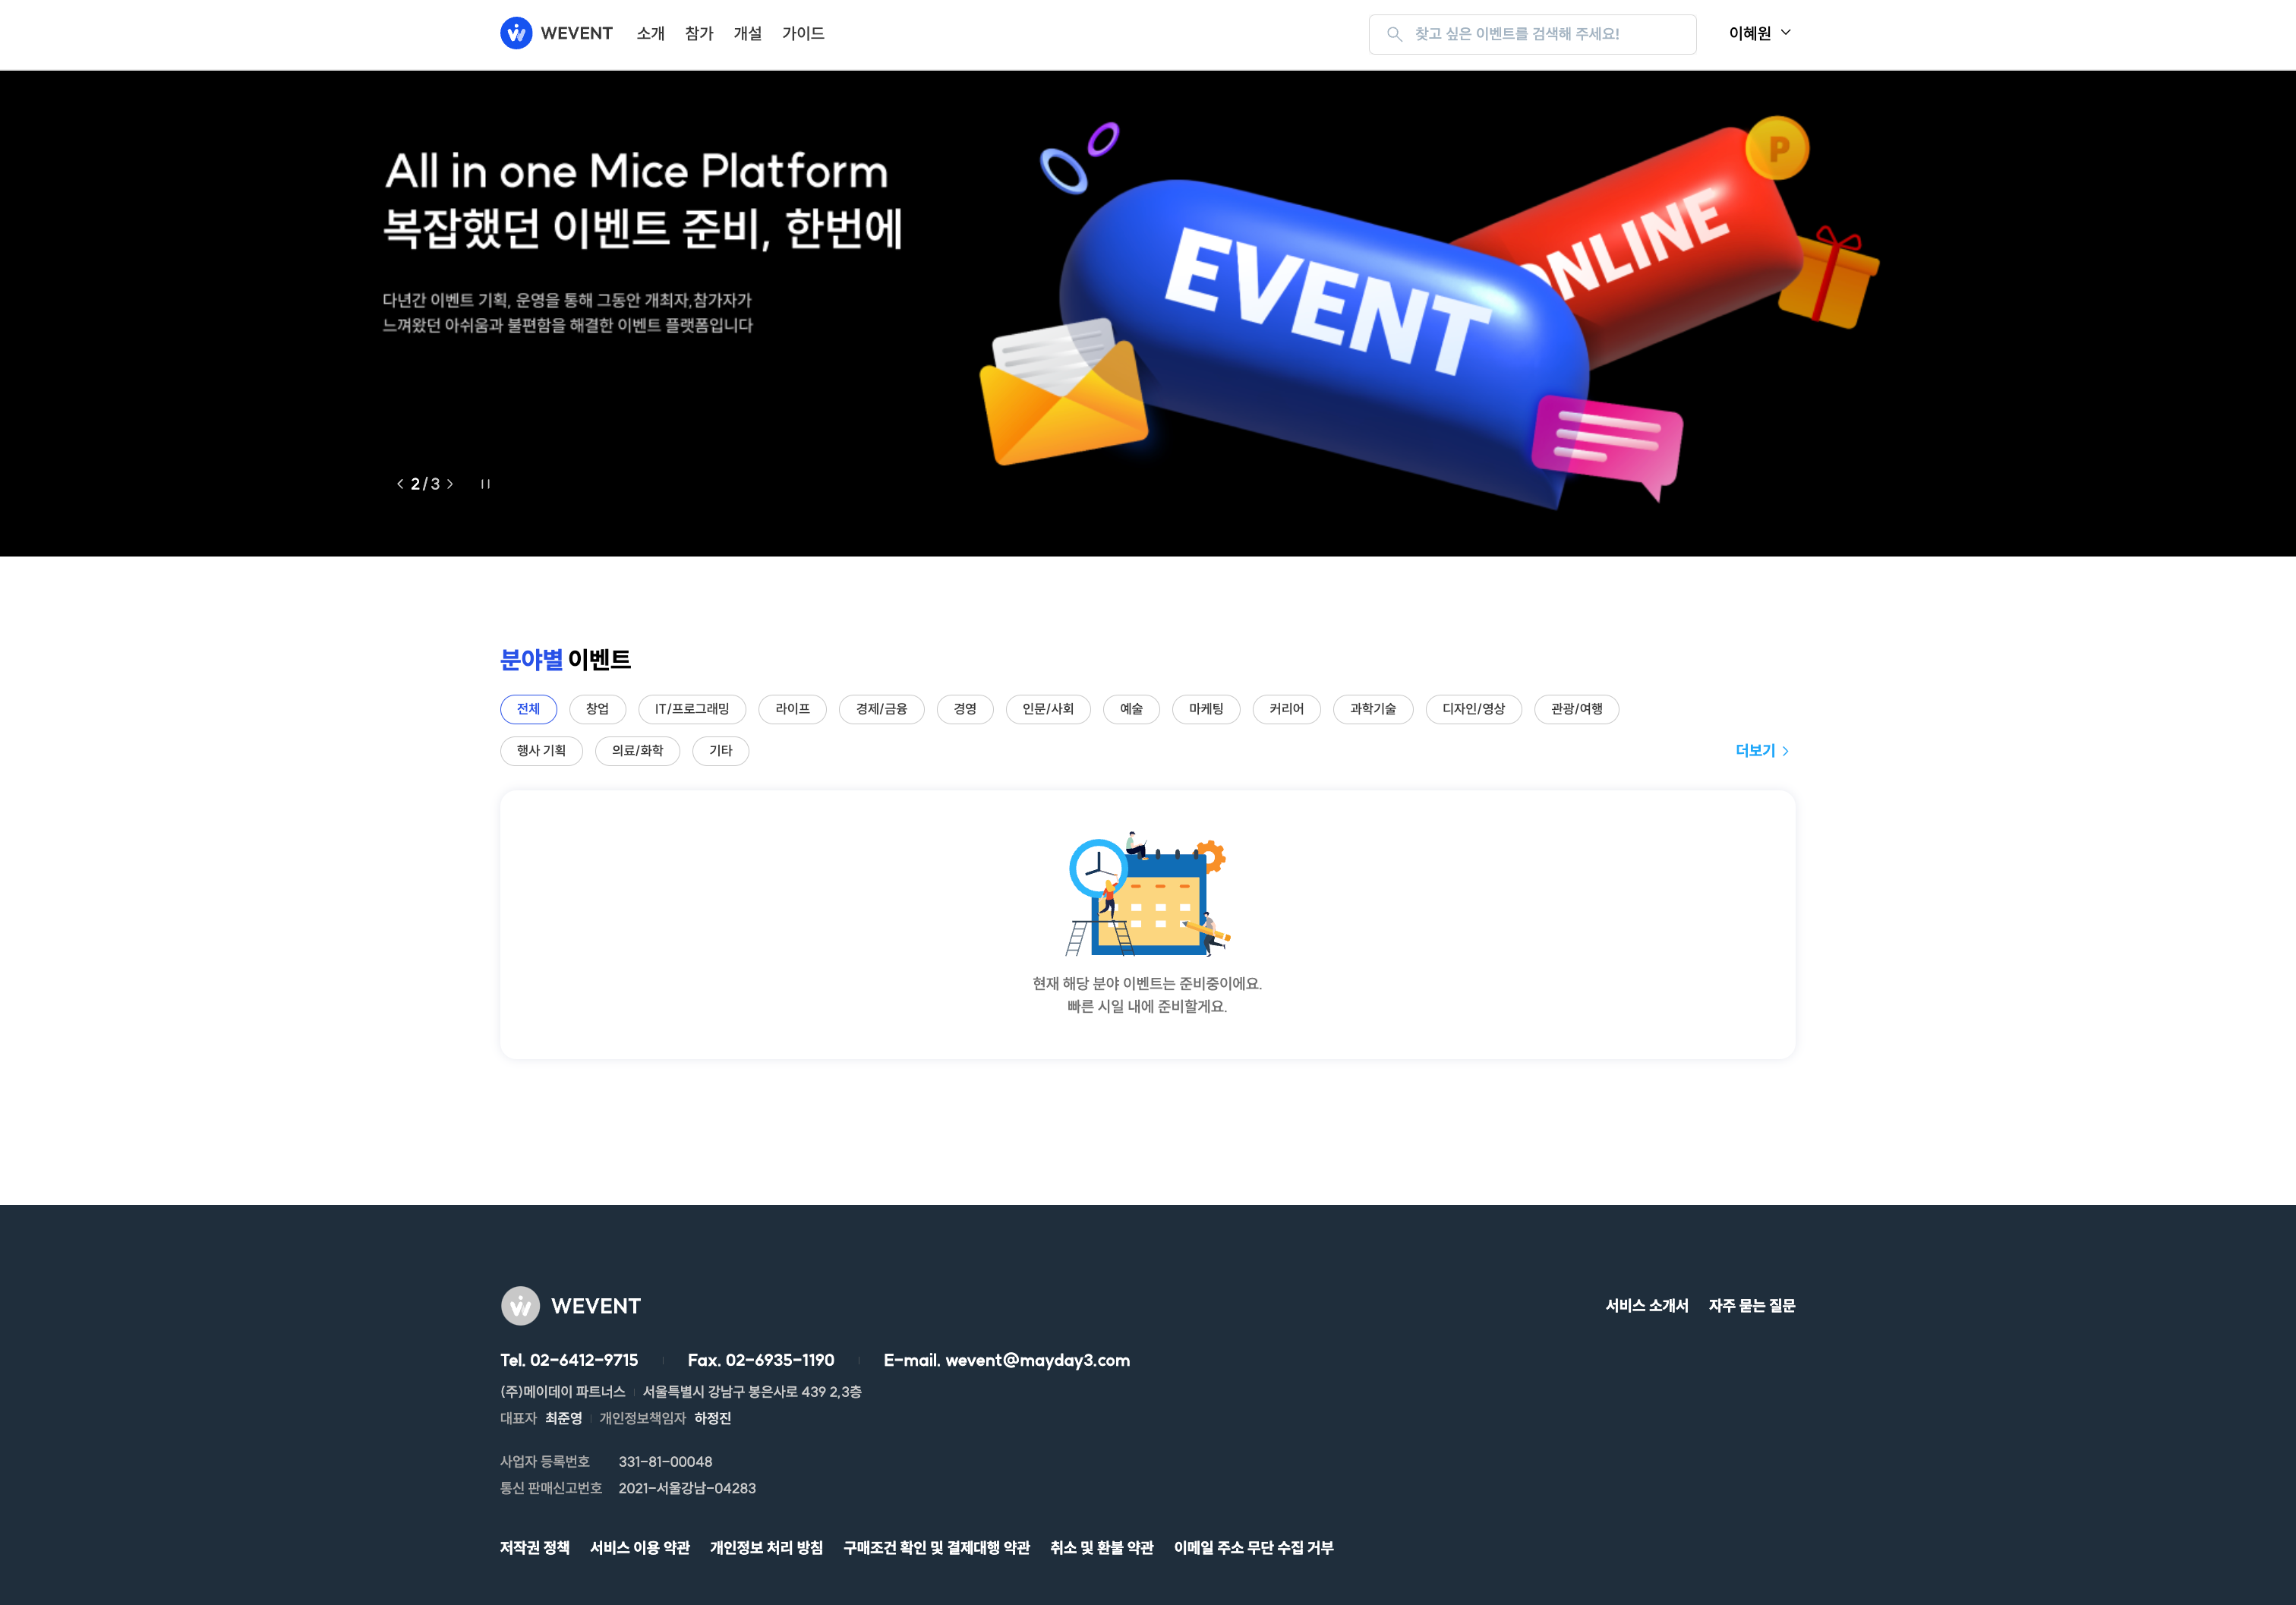 WEVENT 소개 참가 개설 가이드 찾고 싶은 이벤트를 검색해 주세요! 이혜원
All in one Mice Platform
복잡했던 이벤트 준비, 한번에
다년간 이벤트 기획, 운영을 통해 그동안 개최자,참가자가
느껴왔던 아쉬움과 불편함을 해결한 이벤트 플랫폼입니다
EVENT
ONLINE
P
2/3
분야별 이벤트
전체 창업 IT/프로그래밍 라이프 경제/금융 경영 인문/사회 예술 마케팅 커리어 과학기술 디자인/영상 관광/여행
행사 기획 의료/화학 기타 더보기
현재 해당 분야 이벤트는 준비중이에요.
빠른 시일 내에 준비할게요.
WEVENT 서비스 소개서 자주 묻는 질문
Tel. 02-6412-9715 Fax. 02-6935-1190 E-mail. wevent@mayday3.com
(주)메이데이 파트너스 서울특별시 강남구 봉은사로 439 2,3층
대표자 최준영 개인정보책임자 하정진
사업자 등록번호 331-81-00048
통신 판매신고번호 2021-서울강남-04283
저작권 정책 서비스 이용 약관 개인정보 처리 방침 구매조건 확인 및 결제대행 약관 취소 및 환불 약관 이메일 주소 무단 수집 거부